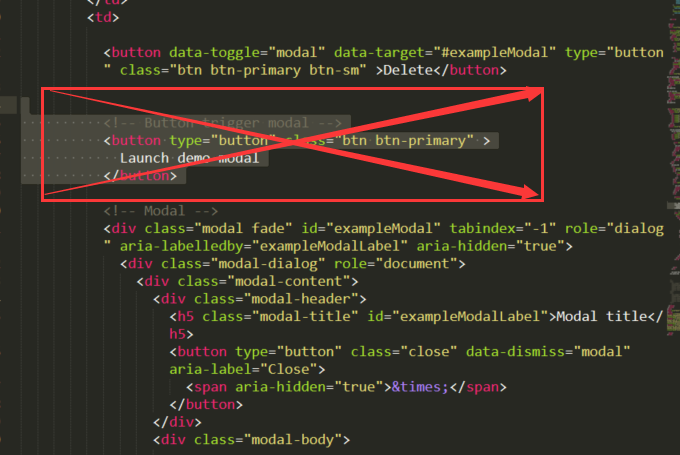 </td>
<td>
<button data-toggle="modal" data-target="#exampleModal" type="button
" class="btn btn-primary btn-sm" >Delete</button>
<!-- Button trigger modal -->
<button type="button" class="btn btn-primary" >
Launch demo modal
</button>
<!-- Modal -->
<div class="modal fade" id="exampleModal" tabindex="-1" role="dialog
" aria-labelledby="exampleModalLabel" aria-hidden="true">
<div class="modal-dialog" role="document">
<div class="modal-content">
<div class="modal-header">
<h5 class="modal-title" id="exampleModalLabel">Modal title</
h5>
<button type="button" class="close" data-dismiss="modal"
aria-label="Close">
<span aria-hidden="true">&times;</span>
</button>
</div>
<div class="modal-body">